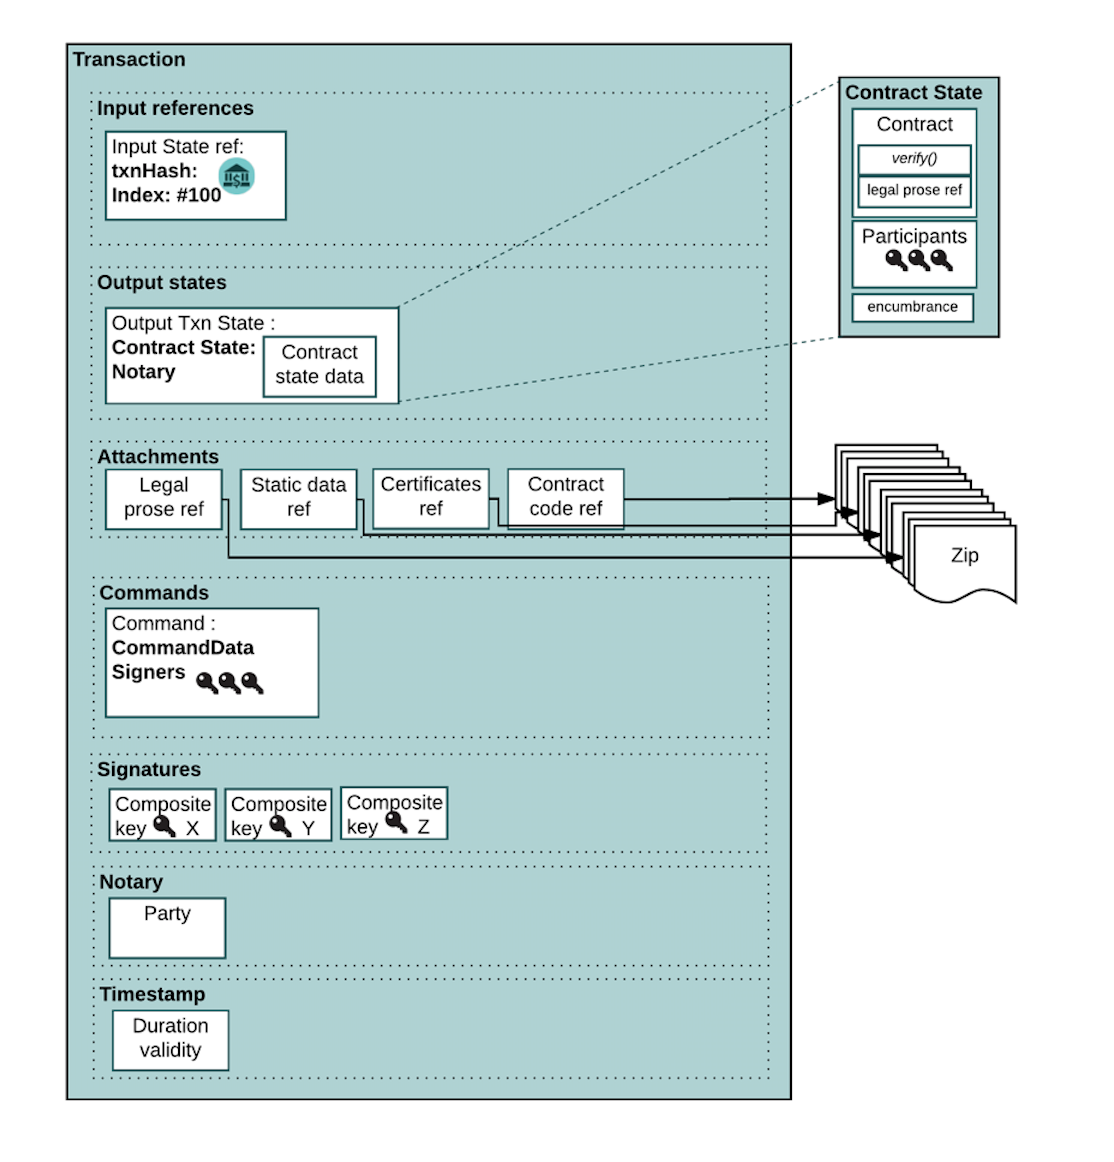 Transaction
Input references
Input State ref:
txnHash:
Index: #100
Output states
Output Txn State :
Contract State:
Notary
Contract
state data
Contract State
Contract
verify()
legal prose ref
Participants
encumbrance
Attachments
Legal
prose ref
Static data
ref
Certificates
ref
Contract
code ref
Zip
Commands
Command :
CommandData
Signers
Signatures
Composite
key X
Composite
key Y
Composite
key Z
Notary
Party
Timestamp
Duration
validity